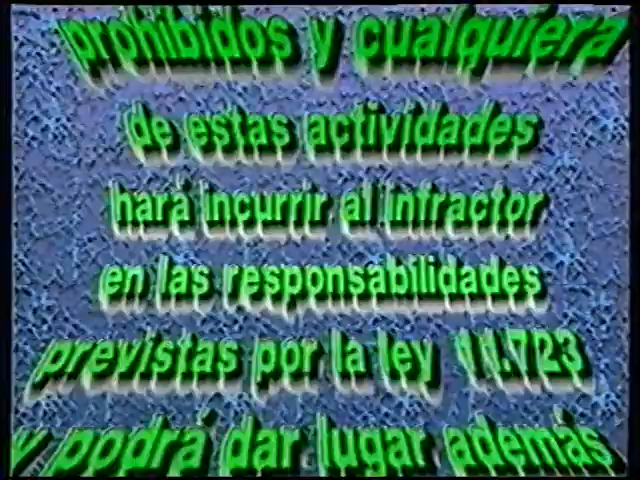 prohibidos y cualquiera
de estas actividades
hará incurrir al infractor
en las responsabilidades
previstas por la ley 11.723
y podrá dar lugar además